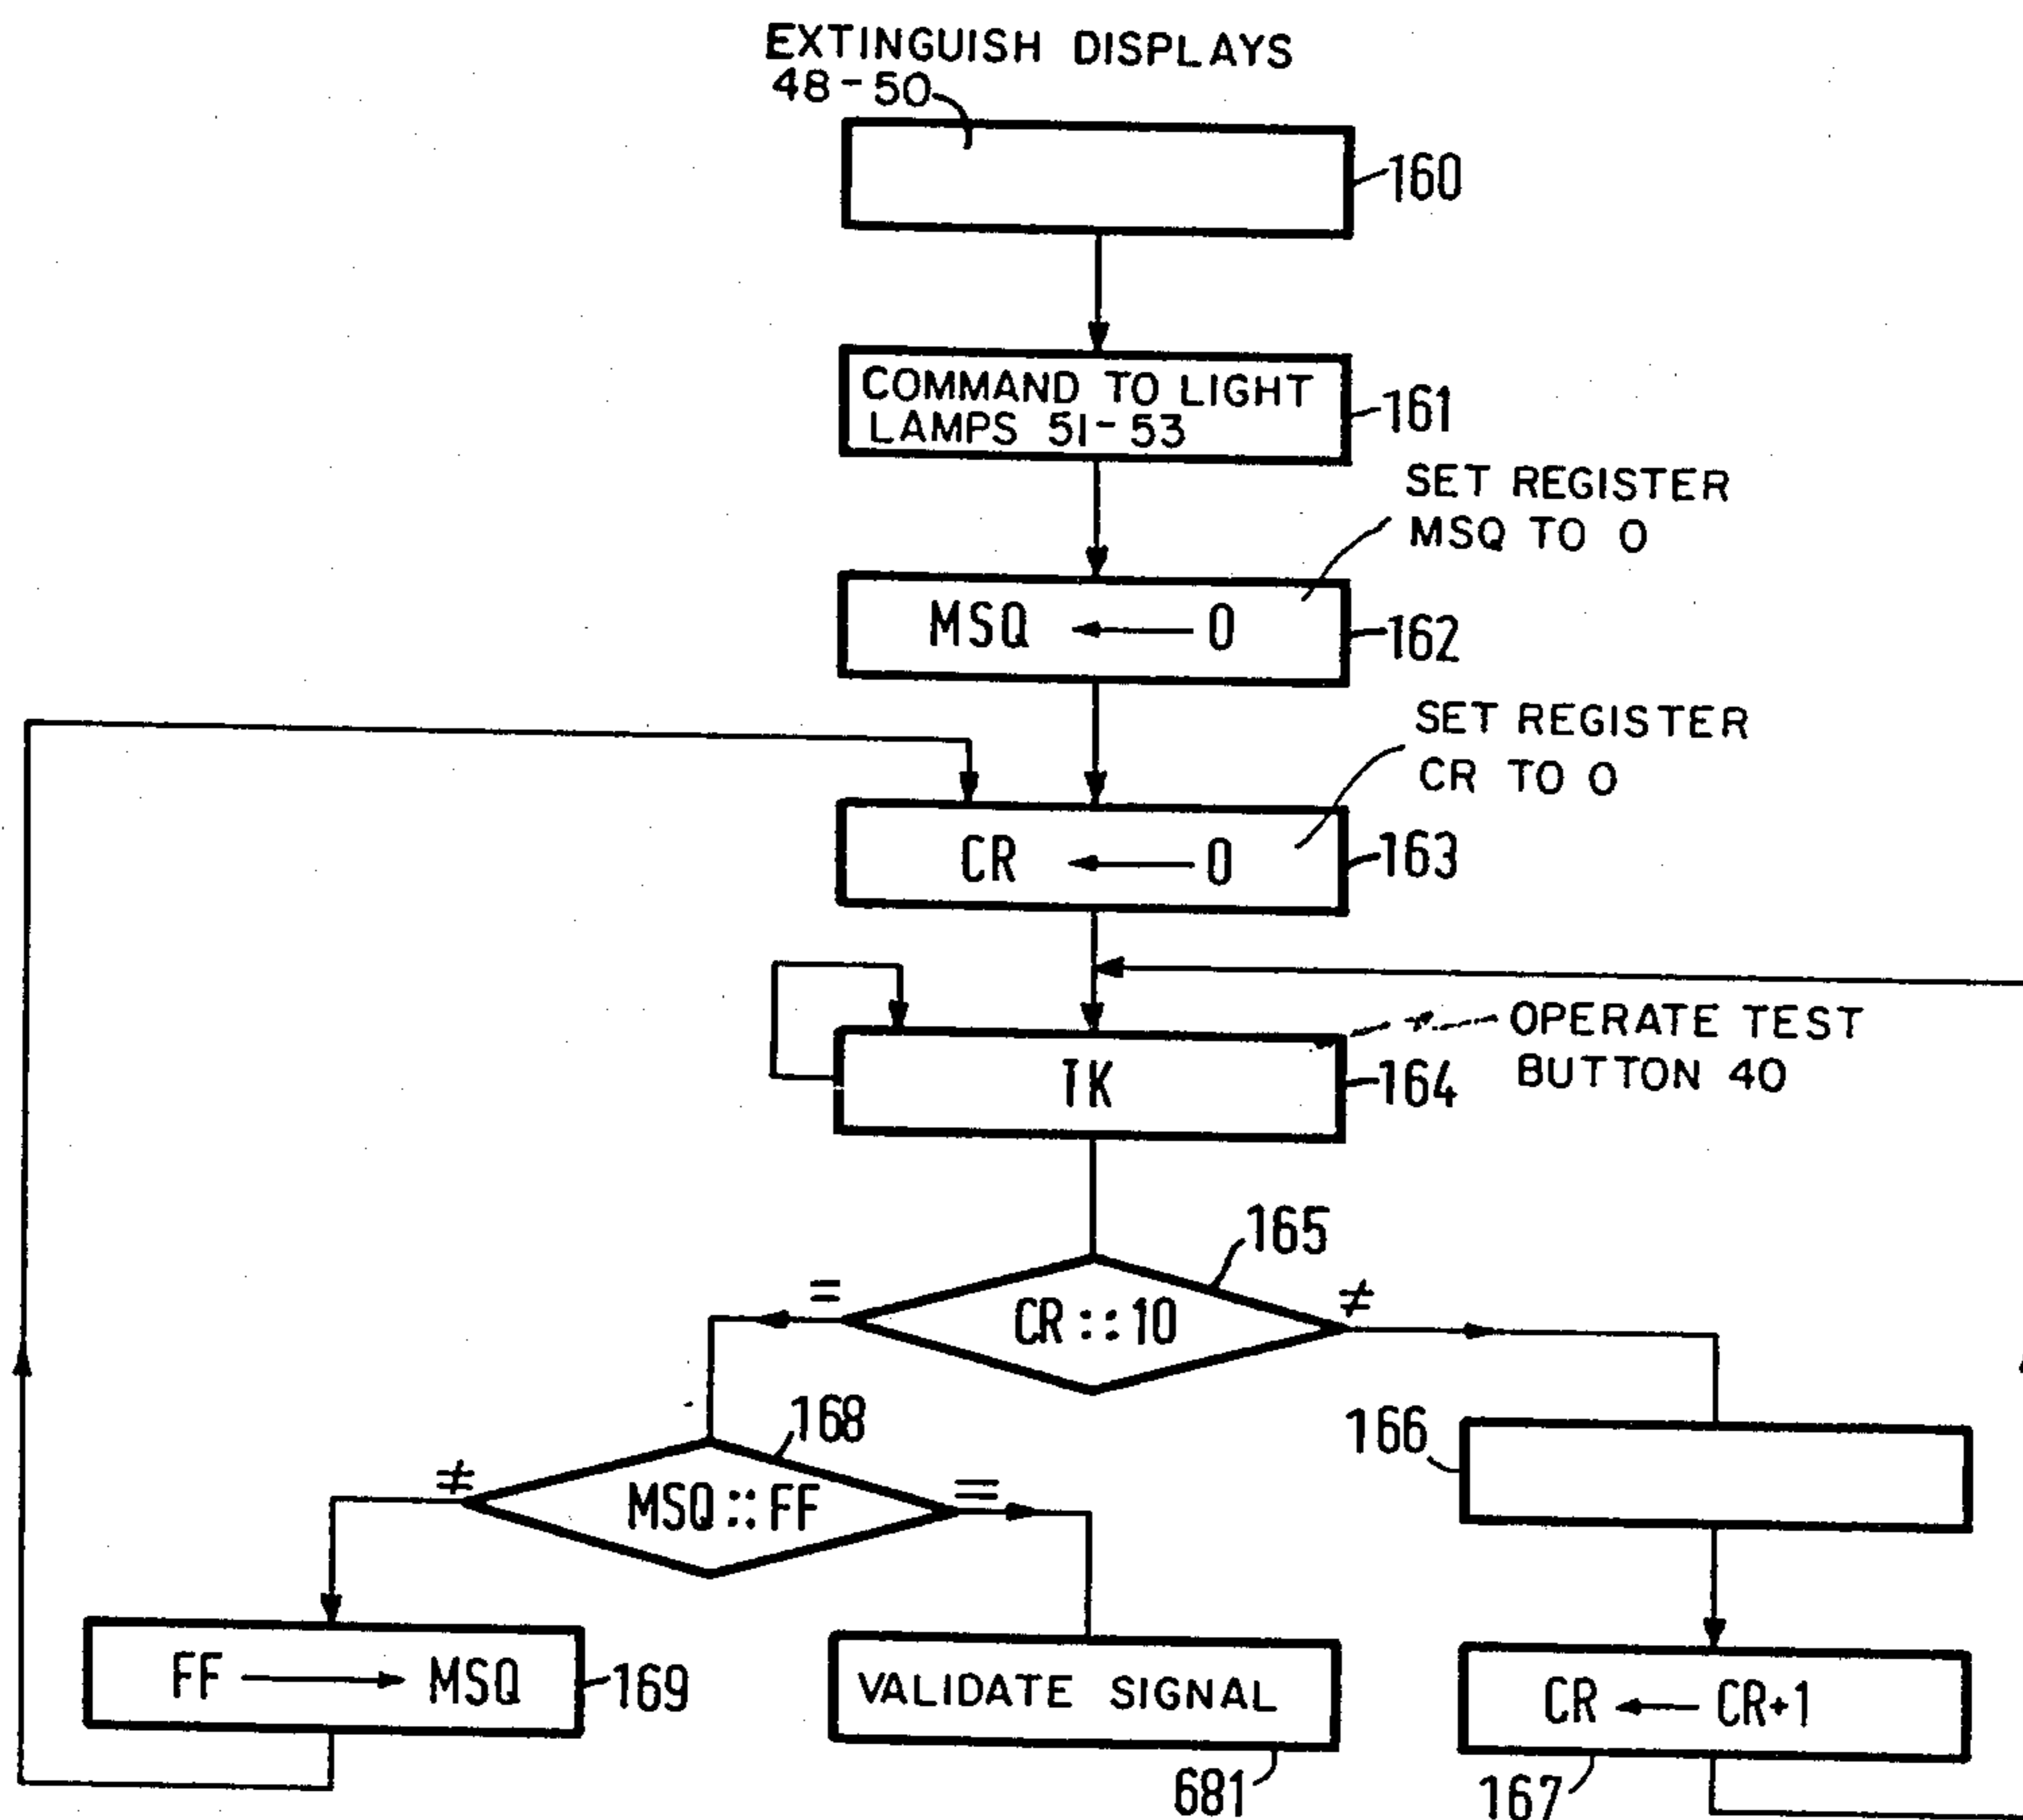 EXTINGUISH DISPLAYS
48-50
160
COMMAND TO LIGHT
LAMPS 51-53
161
SET REGISTER
MSQ TO 0
MSQ ← 0
162
SET REGISTER
CR TO 0
CR ← 0
163
OPERATE TEST
BUTTON 40
TK
164
165
= CR::10 ≠
168
166
≠ MSQ::FF =
FF → MSQ
169
VALIDATE SIGNAL
681
CR ← CR+1
167